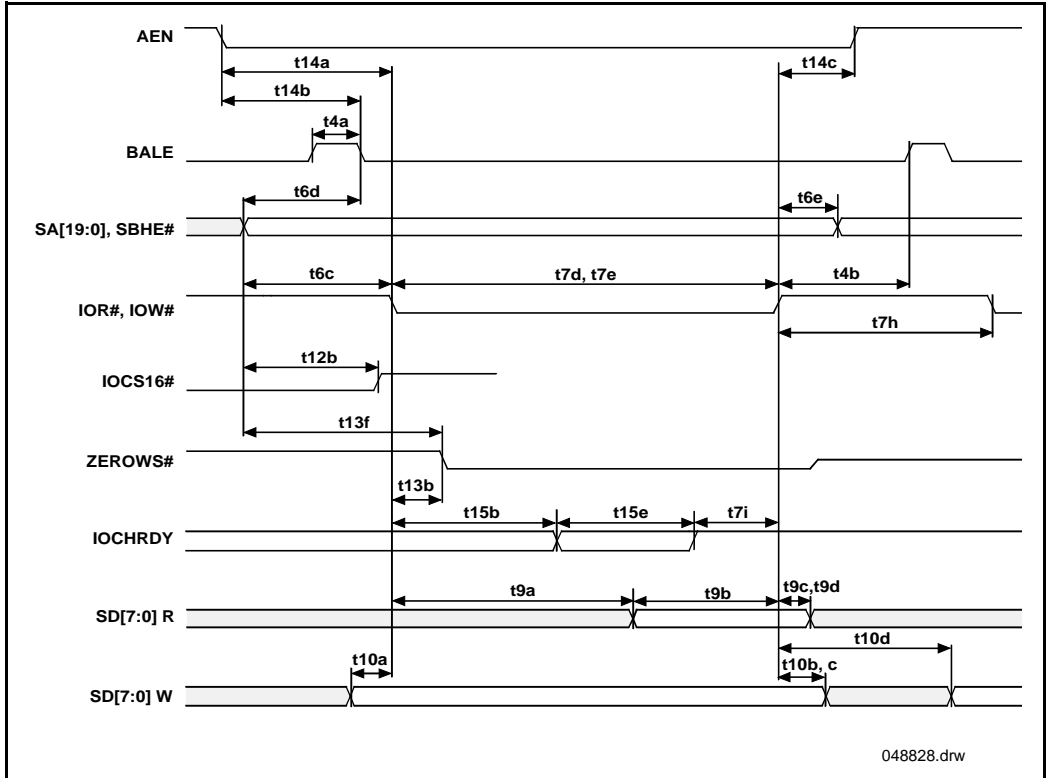 AEN
t14a
t14c
t14b
t4a
BALE
t6d
t6e
SA[19:0], SBHE#
t6c
t7d, t7e
t4b
IOR#, IOW#
t7h
t12b
IOCS16#
t13f
ZEROWS#
t13b
t15b
t15e
t7i
IOCHRDY
t9a
t9b
t9c,t9d
SD[7:0] R
t10d
t10a
t10b, c
SD[7:0] W
048828.drw